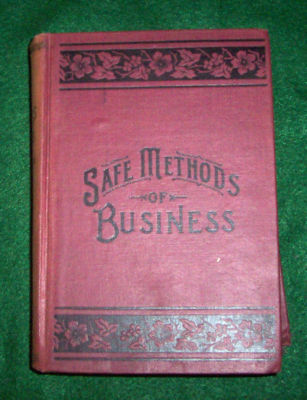 SAFE METHODS
OF
BUSINESS